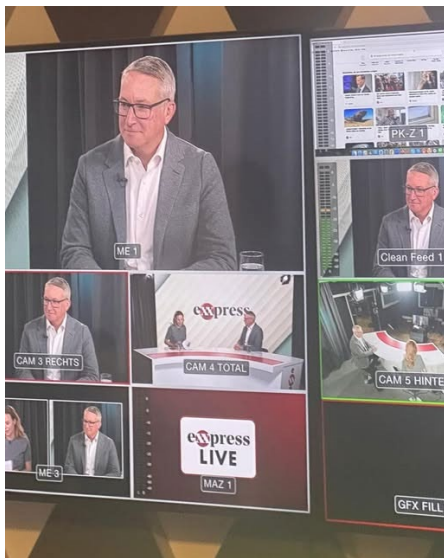 PK-Z 1
ME 1
Clean Feed 1
exxpress
CAM 3 RECHTS
CAM 4 TOTAL
CAM 5 HINTE
exxpress
LIVE
ME 3
MAZ 1
GFX FILL